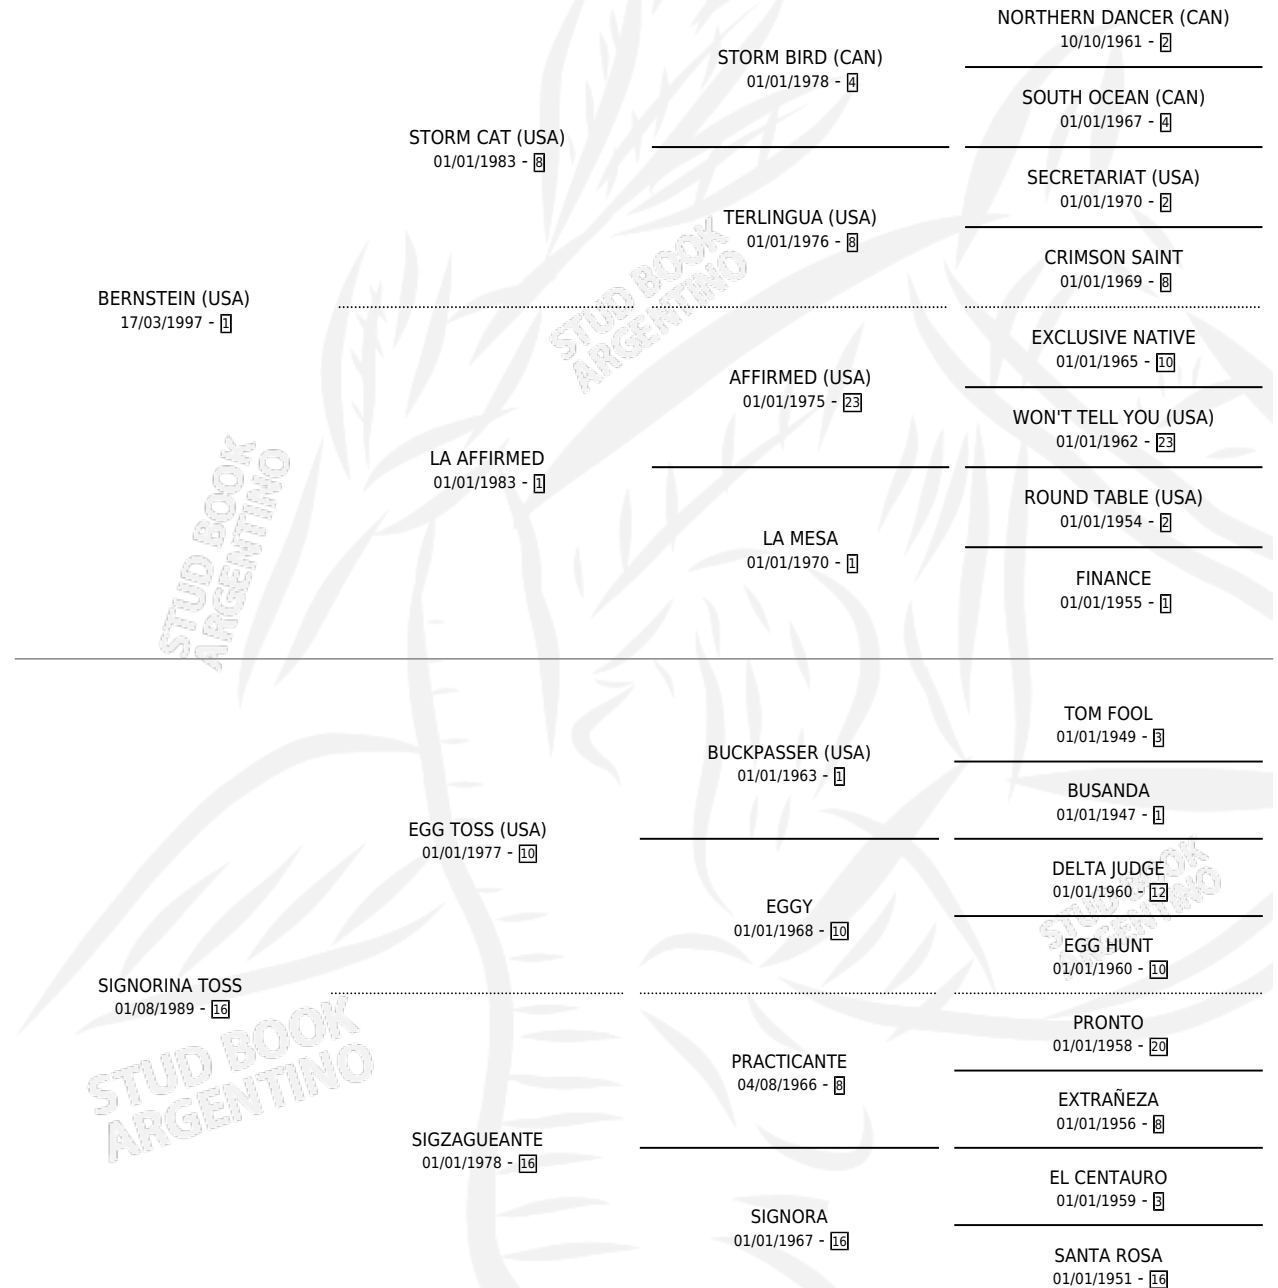 NORTHERN DANCER (CAN)
10/10/1961 - 2
STORM BIRD (CAN)
01/01/1978 - 4
SOUTH OCEAN (CAN)
01/01/1967 - 4
STORM CAT (USA)
01/01/1983 - 8
SECRETARIAT (USA)
01/01/1970 - 2
TERLINGUA (USA)
01/01/1976 - 8
CRIMSON SAINT
01/01/1969 - 8
BERNSTEIN (USA)
17/03/1997 - 1
EXCLUSIVE NATIVE
01/01/1965 - 10
AFFIRMED (USA)
01/01/1975 - 23
WON'T TELL YOU (USA)
01/01/1962 - 23
LA AFFIRMED
01/01/1983 - 1
ROUND TABLE (USA)
01/01/1954 - 2
LA MESA
01/01/1970 - 1
FINANCE
01/01/1955 - 1
TOM FOOL
01/01/1949 - 3
BUCKPASSER (USA)
01/01/1963 - 1
BUSANDA
01/01/1947 - 1
EGG TOSS (USA)
01/01/1977 - 10
DELTA JUDGE
01/01/1960 - 12
EGGY
01/01/1968 - 10
EGG HUNT
01/01/1960 - 10
SIGNORINA TOSS
01/08/1989 - 16
PRONTO
01/01/1958 - 20
PRACTICANTE
04/08/1966 - 8
EXTRAÑEZA
01/01/1956 - 8
SIGZAGUEANTE
01/01/1978 - 16
EL CENTAURO
01/01/1959 - 3
SIGNORA
01/01/1967 - 16
SANTA ROSA
01/01/1951 - 16
STUD BOOK
ARGENTINO
STUD BOOK
ARGENTINO
STUD BOOK
ARGENTINO
STUD BOOK
ARGENTINO